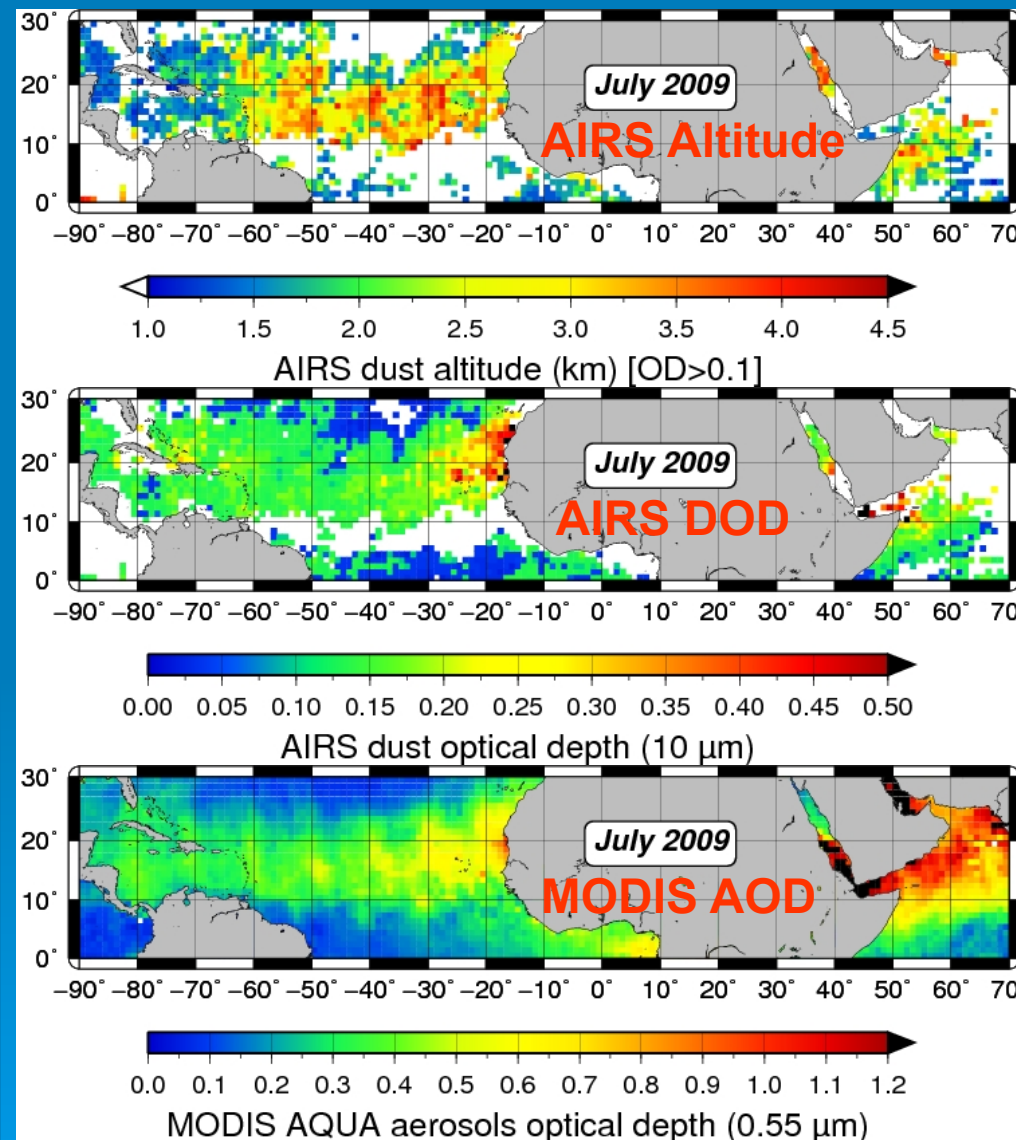 30°
20°
10°
0°
July 2009
AIRS Altitude
−90° −80° −70° −60° −50° −40° −30° −20° −10° 0° 10° 20° 30° 40° 50° 60° 70
1.0 1.5 2.0 2.5 3.0 3.5 4.0 4.5
AIRS dust altitude (km) [OD>0.1]
30°
20°
10°
0°
July 2009
AIRS DOD
−90° −80° −70° −60° −50° −40° −30° −20° −10° 0° 10° 20° 30° 40° 50° 60° 70
0.00 0.05 0.10 0.15 0.20 0.25 0.30 0.35 0.40 0.45 0.50
AIRS dust optical depth (10 μm)
30°
20°
10°
0°
July 2009
MODIS AOD
−90° −80° −70° −60° −50° −40° −30° −20° −10° 0° 10° 20° 30° 40° 50° 60° 70
0.0 0.1 0.2 0.3 0.4 0.5 0.6 0.7 0.8 0.9 1.0 1.1 1.2
MODIS AQUA aerosols optical depth (0.55 μm)